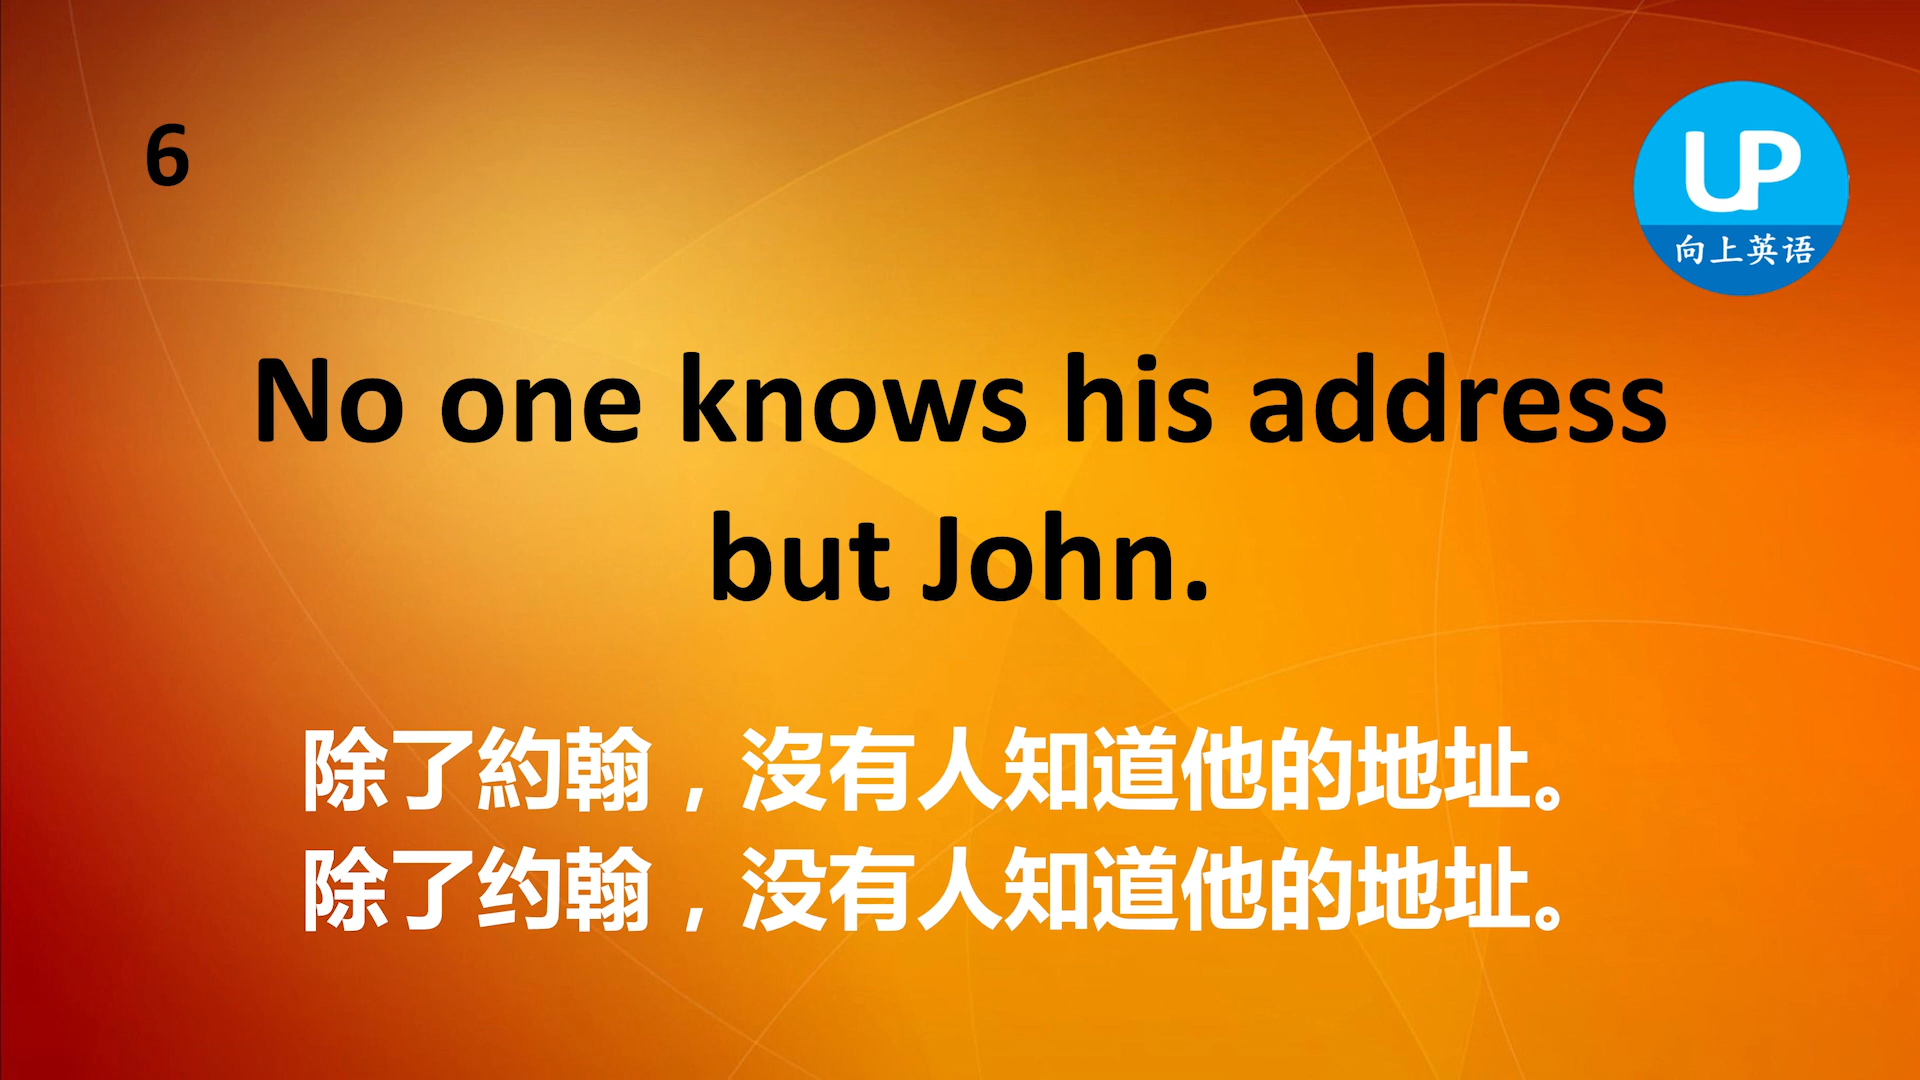 6
UP
向上英语
No one knows his address
but John.
除了約翰，沒有人知道他的地址。
除了约翰，没有人知道他的地址。